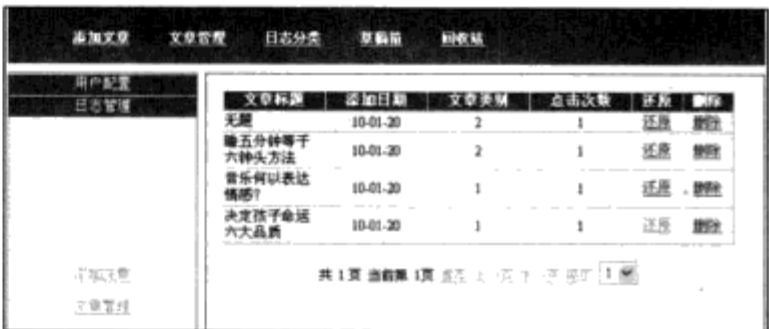 添加文章 文章管理 日志分类 草稿箱 回收站
用户配置
日志管理
文章标题 添加日期 文章类别 点击次数 还原 删除
无题 10-01-20 2 1 还原 删除
睡五分钟等于
六钟头方法 10-01-20 2 1 还原 删除
音乐何以表达
情感? 10-01-20 1 1 还原 删除
决定孩子命运
六大品质 10-01-20 1 1 还原 删除
添加文章
文章管理
共 1 页 当前第 1页 1